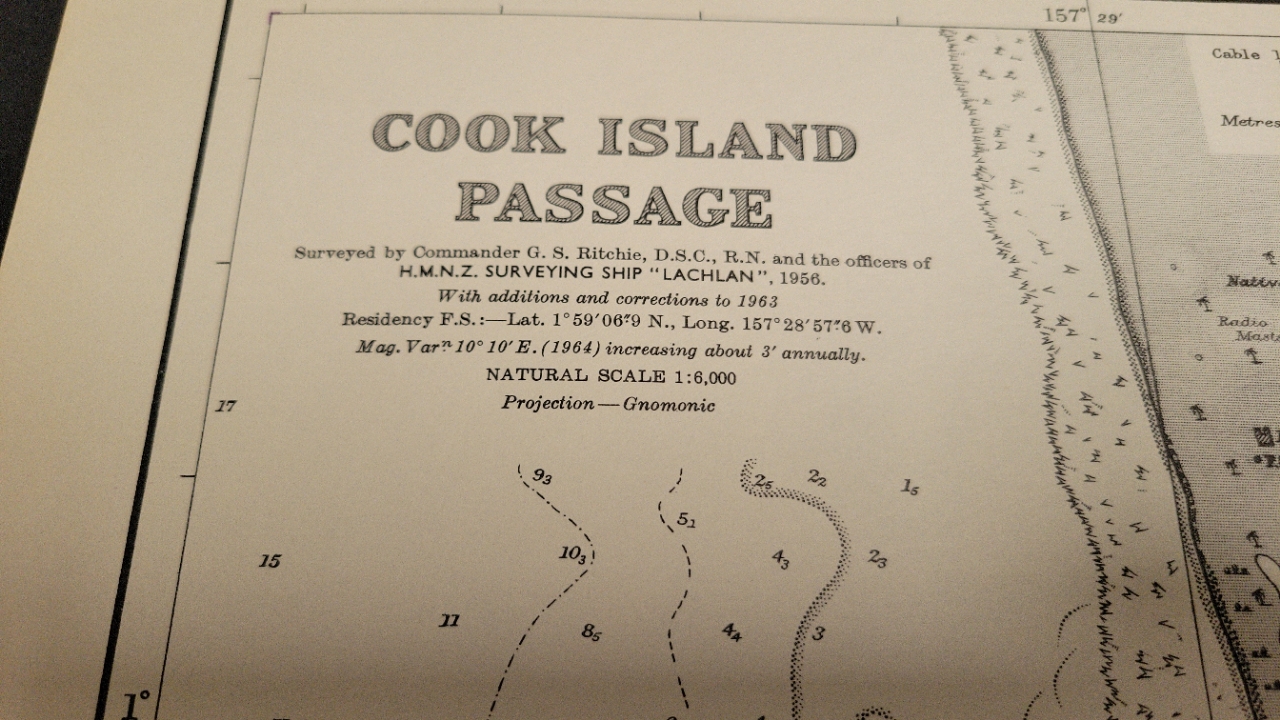 157° 29'
Cable
Metres
COOK ISLAND
PASSAGE
Surveyed by Commander G. S. Ritchie, D.S.C., R.N. and the officers of
H.M.N.Z. SURVEYING SHIP "LACHLAN", 1956.
With additions and corrections to 1963
Residency F.S.:—Lat. 1°59′06″·9 N., Long. 157°28′57″·6 W.
Mag. Varⁿ 10° 10′ E. (1964) increasing about 3′ annually.
NATURAL SCALE 1:6,000
Projection — Gnomonic
Radio
17
9₃ 2₅ 2₂ 1₅
5₁
15 10₃ 4₃ 2₃
11 8₅ 4₄ 3
1°